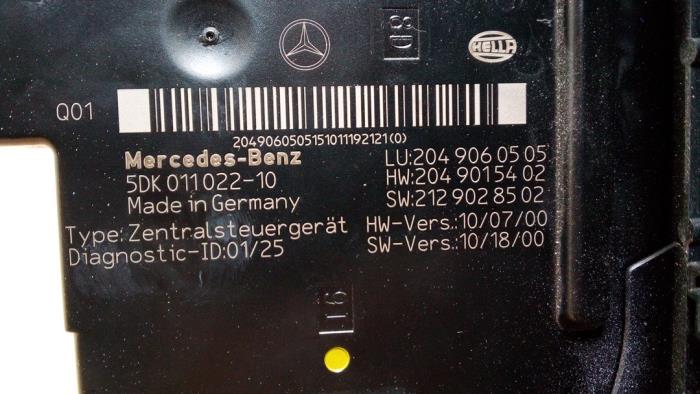 8D
HELLA
Q01
2049060505151011192121(0)
Mercedes-Benz
5DK 011 022-10
Made in Germany
Type: Zentralsteuergerät
Diagnostic-ID:01/25
LU:204 906 05 05
HW:204 901 54 02
SW:212 902 85 02
HW-Vers.:10/07/00
SW-Vers.:10/18/00